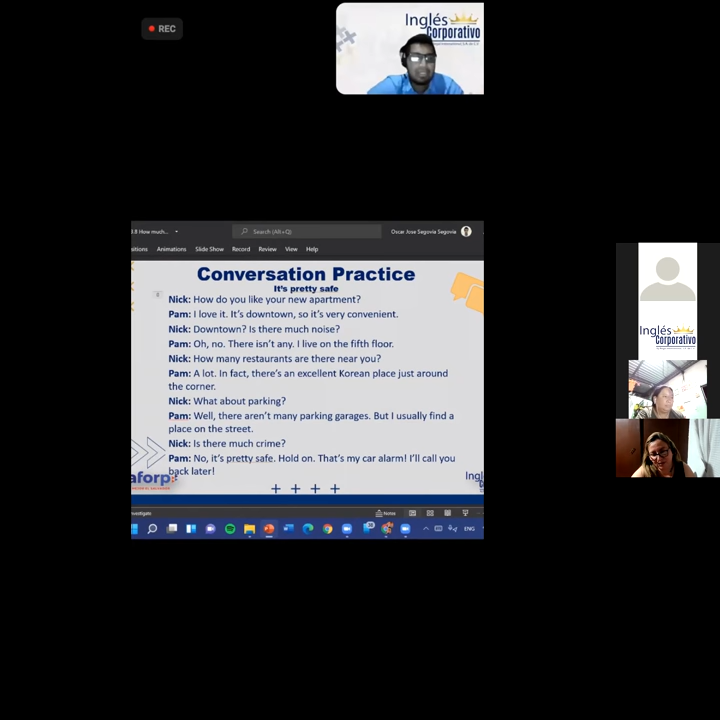 REC
Inglés
Corporativo
3.8 How much...
Search (Alt+Q)
Oscar Jose Segovia Segovia
Animations
Slide Show
Record
Review
View
Help
Conversation Practice
It's pretty safe
Nick: How do you like your new apartment?
Pam: I love it. It's downtown, so it's very convenient.
Nick: Downtown? Is there much noise?
Pam: Oh, no. There isn't any. I live on the fifth floor.
Nick: How many restaurants are there near you?
Pam: A lot. In fact, there's an excellent Korean place just around
the corner.
Nick: What about parking?
Pam: Well, there aren't many parking garages. But I usually find a
place on the street.
Nick: Is there much crime?
Pam: No, it's pretty safe. Hold on. That's my car alarm! I'll call you
back later!
aforp
Ingl
Notes
ENG
Inglés
Corporativo